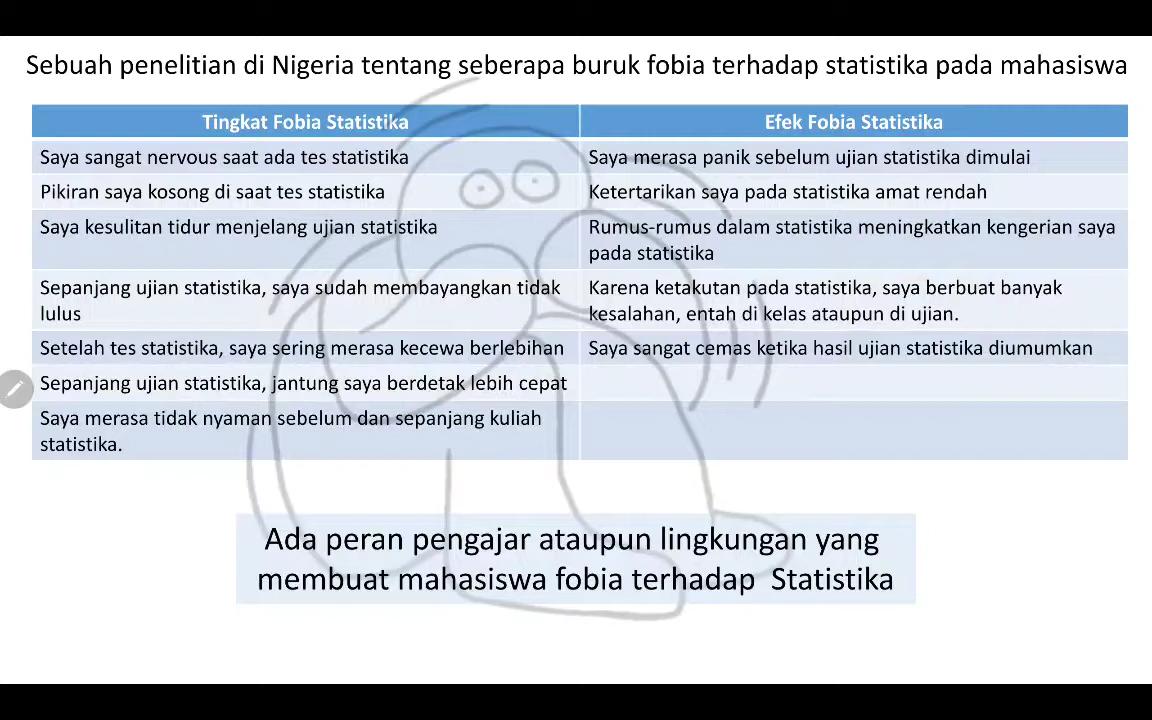 Sebuah penelitian di Nigeria tentang seberapa buruk fobia terhadap statistika pada mahasiswa
Tingkat Fobia Statistika
Efek Fobia Statistika
Saya sangat nervous saat ada tes statistika
Saya merasa panik sebelum ujian statistika dimulai
Pikiran saya kosong di saat tes statistika
Ketertarikan saya pada statistika amat rendah
Saya kesulitan tidur menjelang ujian statistika
Rumus-rumus dalam statistika meningkatkan kengerian saya
pada statistika
Sepanjang ujian statistika, saya sudah membayangkan tidak
lulus
Karena ketakutan pada statistika, saya berbuat banyak
kesalahan, entah di kelas ataupun di ujian.
Setelah tes statistika, saya sering merasa kecewa berlebihan
Saya sangat cemas ketika hasil ujian statistika diumumkan
Sepanjang ujian statistika, jantung saya berdetak lebih cepat
Saya merasa tidak nyaman sebelum dan sepanjang kuliah
statistika.
Ada peran pengajar ataupun lingkungan yang
membuat mahasiswa fobia terhadap  Statistika